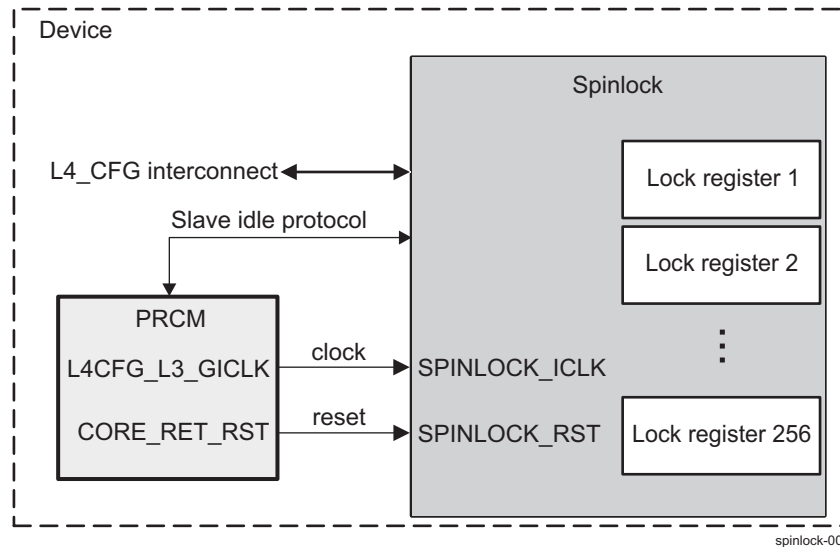 Device
Spinlock
L4_CFG interconnect
Lock register 1
Slave idle protocol
Lock register 2
PRCM
L4CFG_L3_GICLK
clock
SPINLOCK_ICLK
CORE_RET_RST
reset
SPINLOCK_RST
Lock register 256